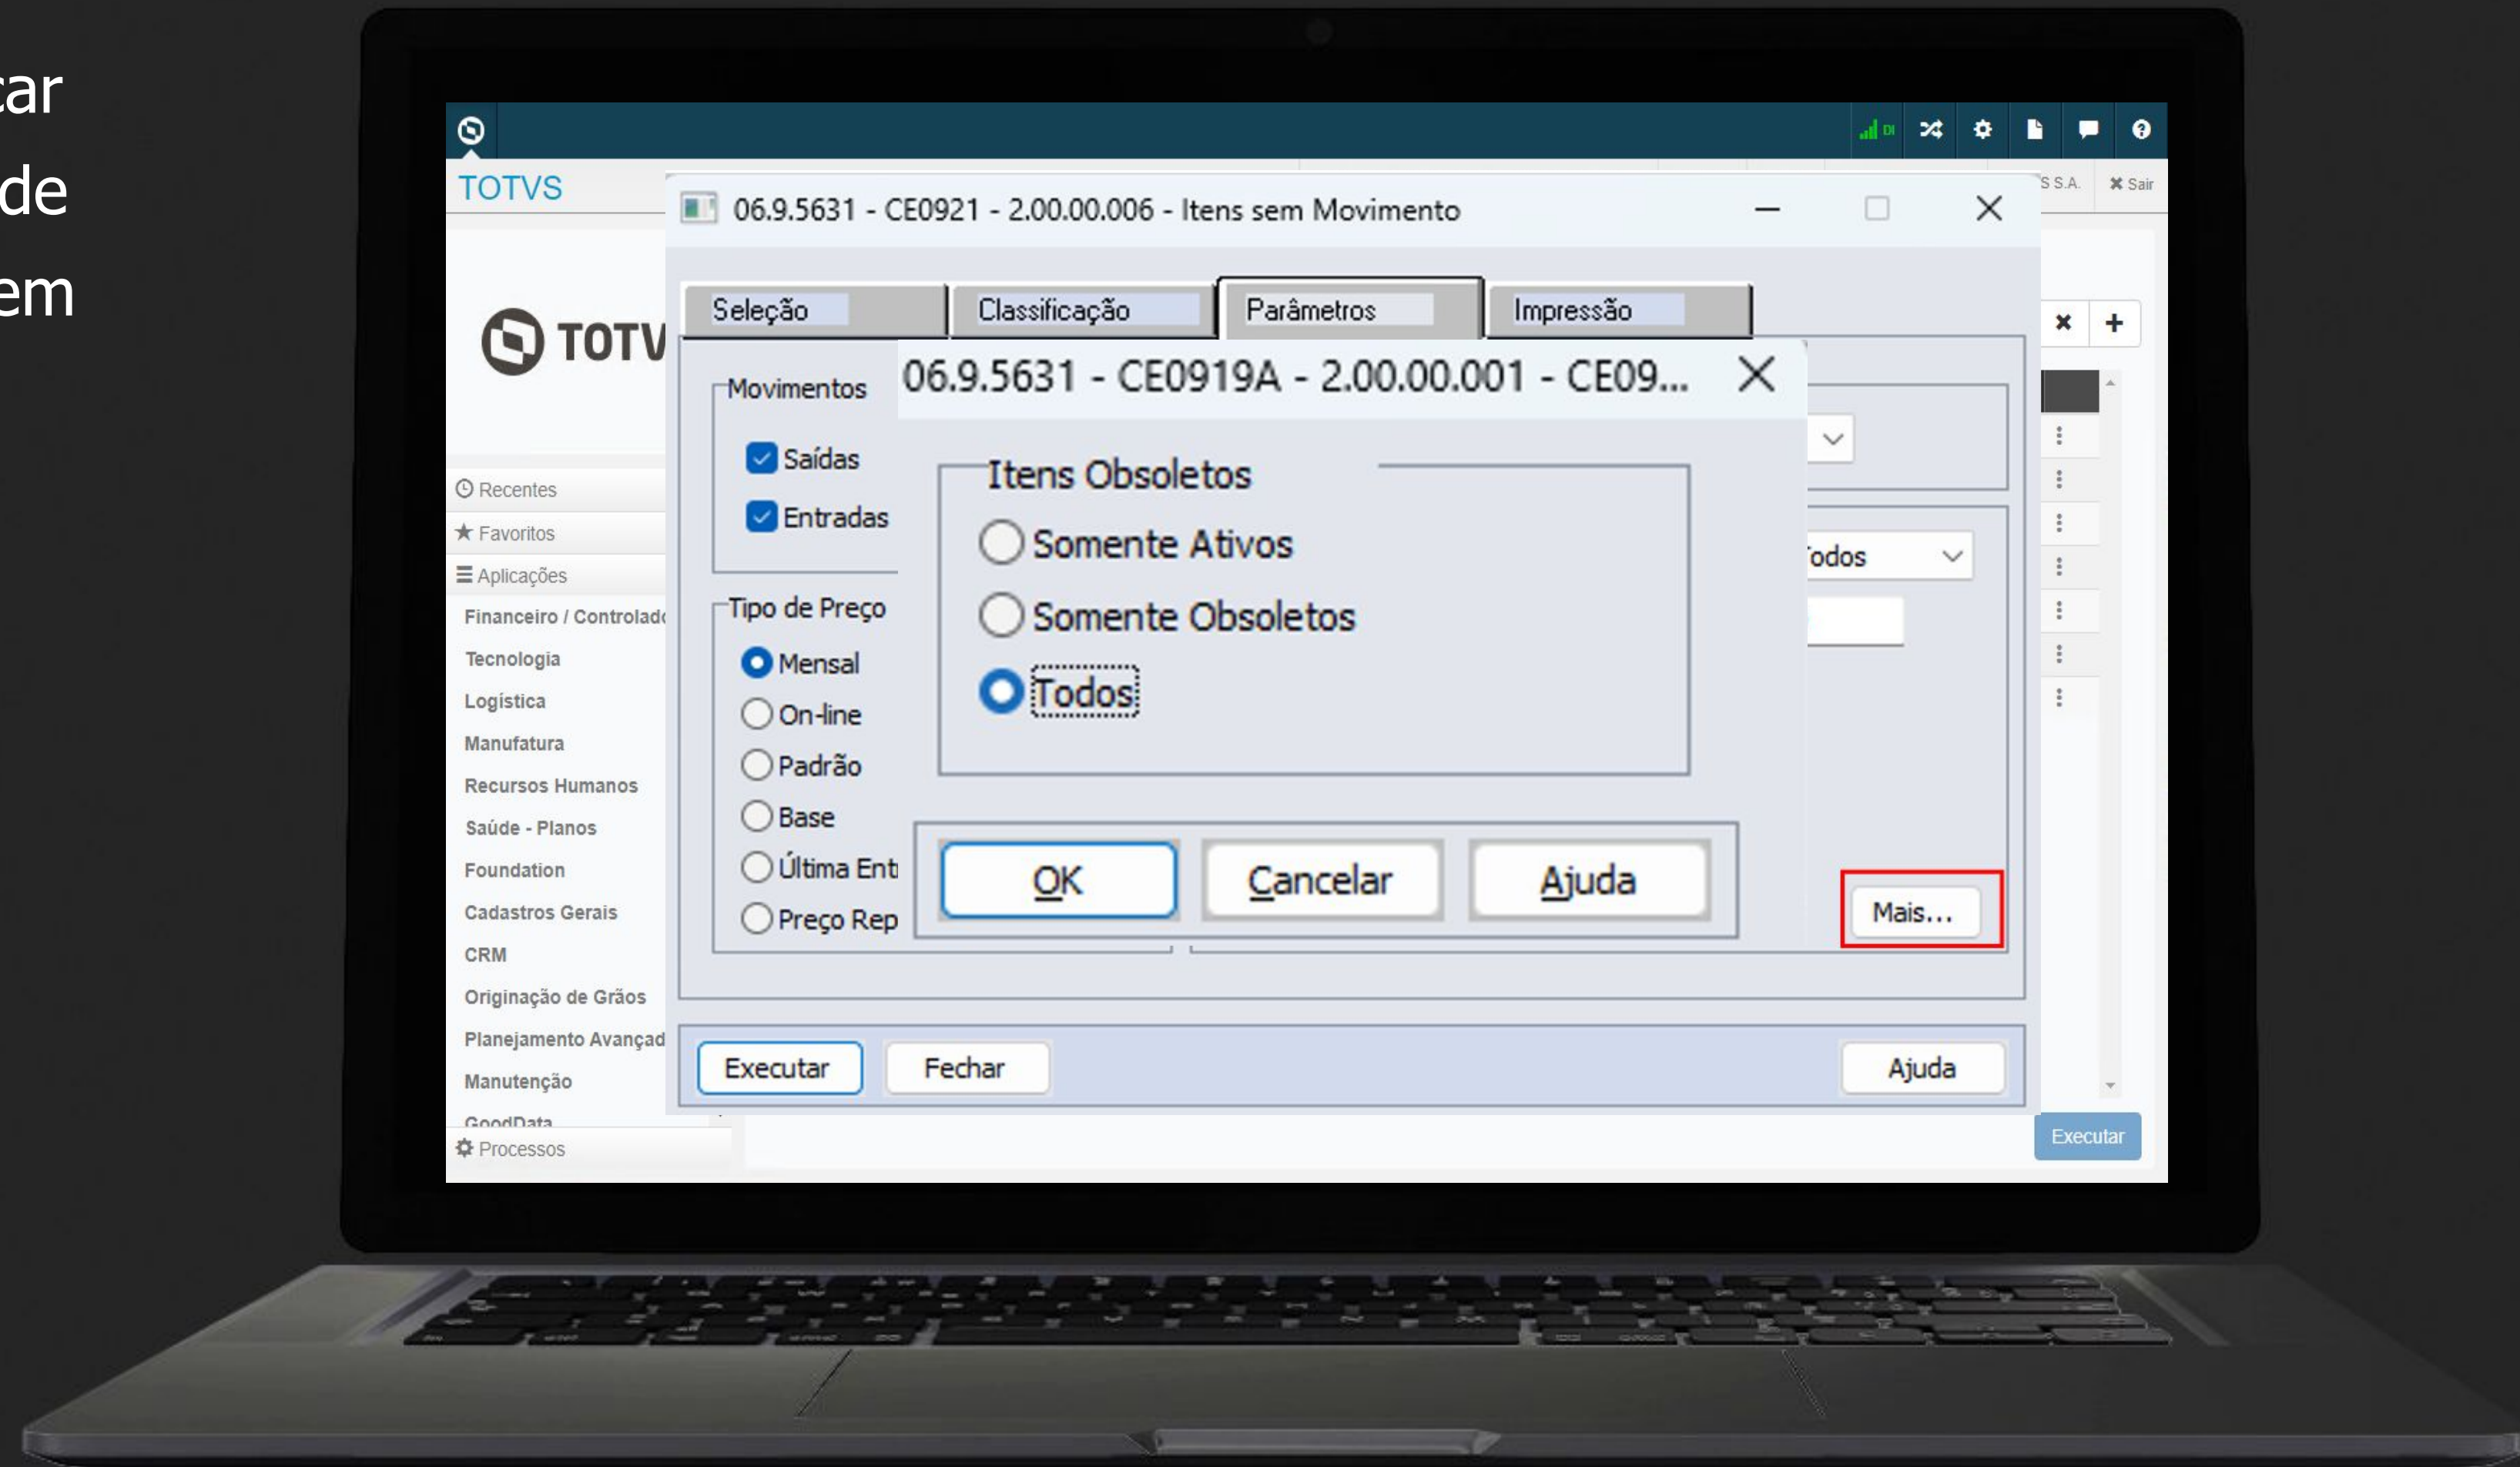 car
de
em
DI
TOTVS
S S.A.
Sair
06.9.5631 - CE0921 - 2.00.00.006 - Itens sem Movimento
Seleção
Classificação
Parâmetros
Impressão
TOTV
06.9.5631 - CE0919A - 2.00.00.001 - CE09...
Movimentos
Saídas
Entradas
Itens Obsoletos
Somente Ativos
Somente Obsoletos
Todos
odos
Tipo de Preço
Mensal
On-line
Padrão
Base
Última Ent
Preço Rep
OK
Cancelar
Ajuda
Mais...
Executar
Fechar
Ajuda
Recentes
Favoritos
Aplicações
Financeiro / Controlado
Tecnologia
Logística
Manufatura
Recursos Humanos
Saúde - Planos
Foundation
Cadastros Gerais
CRM
Originação de Grãos
Planejamento Avançad
Manutenção
GoodData
Processos
Executar